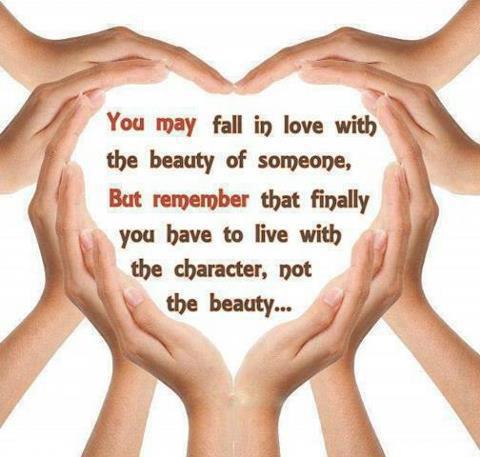 You may fall in love with
the beauty of someone,
But remember that finally
you have to live with
the character, not
the beauty...